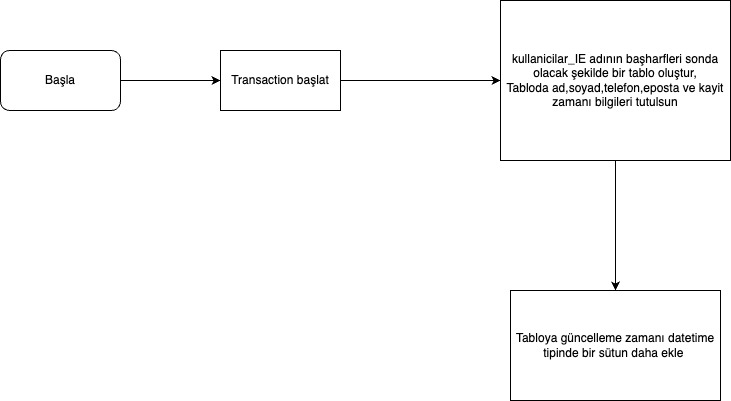 Başla
Transaction başlat
kullanicilar_IE adının başharfleri sonda
olacak şekilde bir tablo oluştur,
Tabloda ad,soyad,telefon,eposta ve kayit
zamanı bilgileri tutulsun
Tabloya güncelleme zamanı datetime
tipinde bir sütun daha ekle